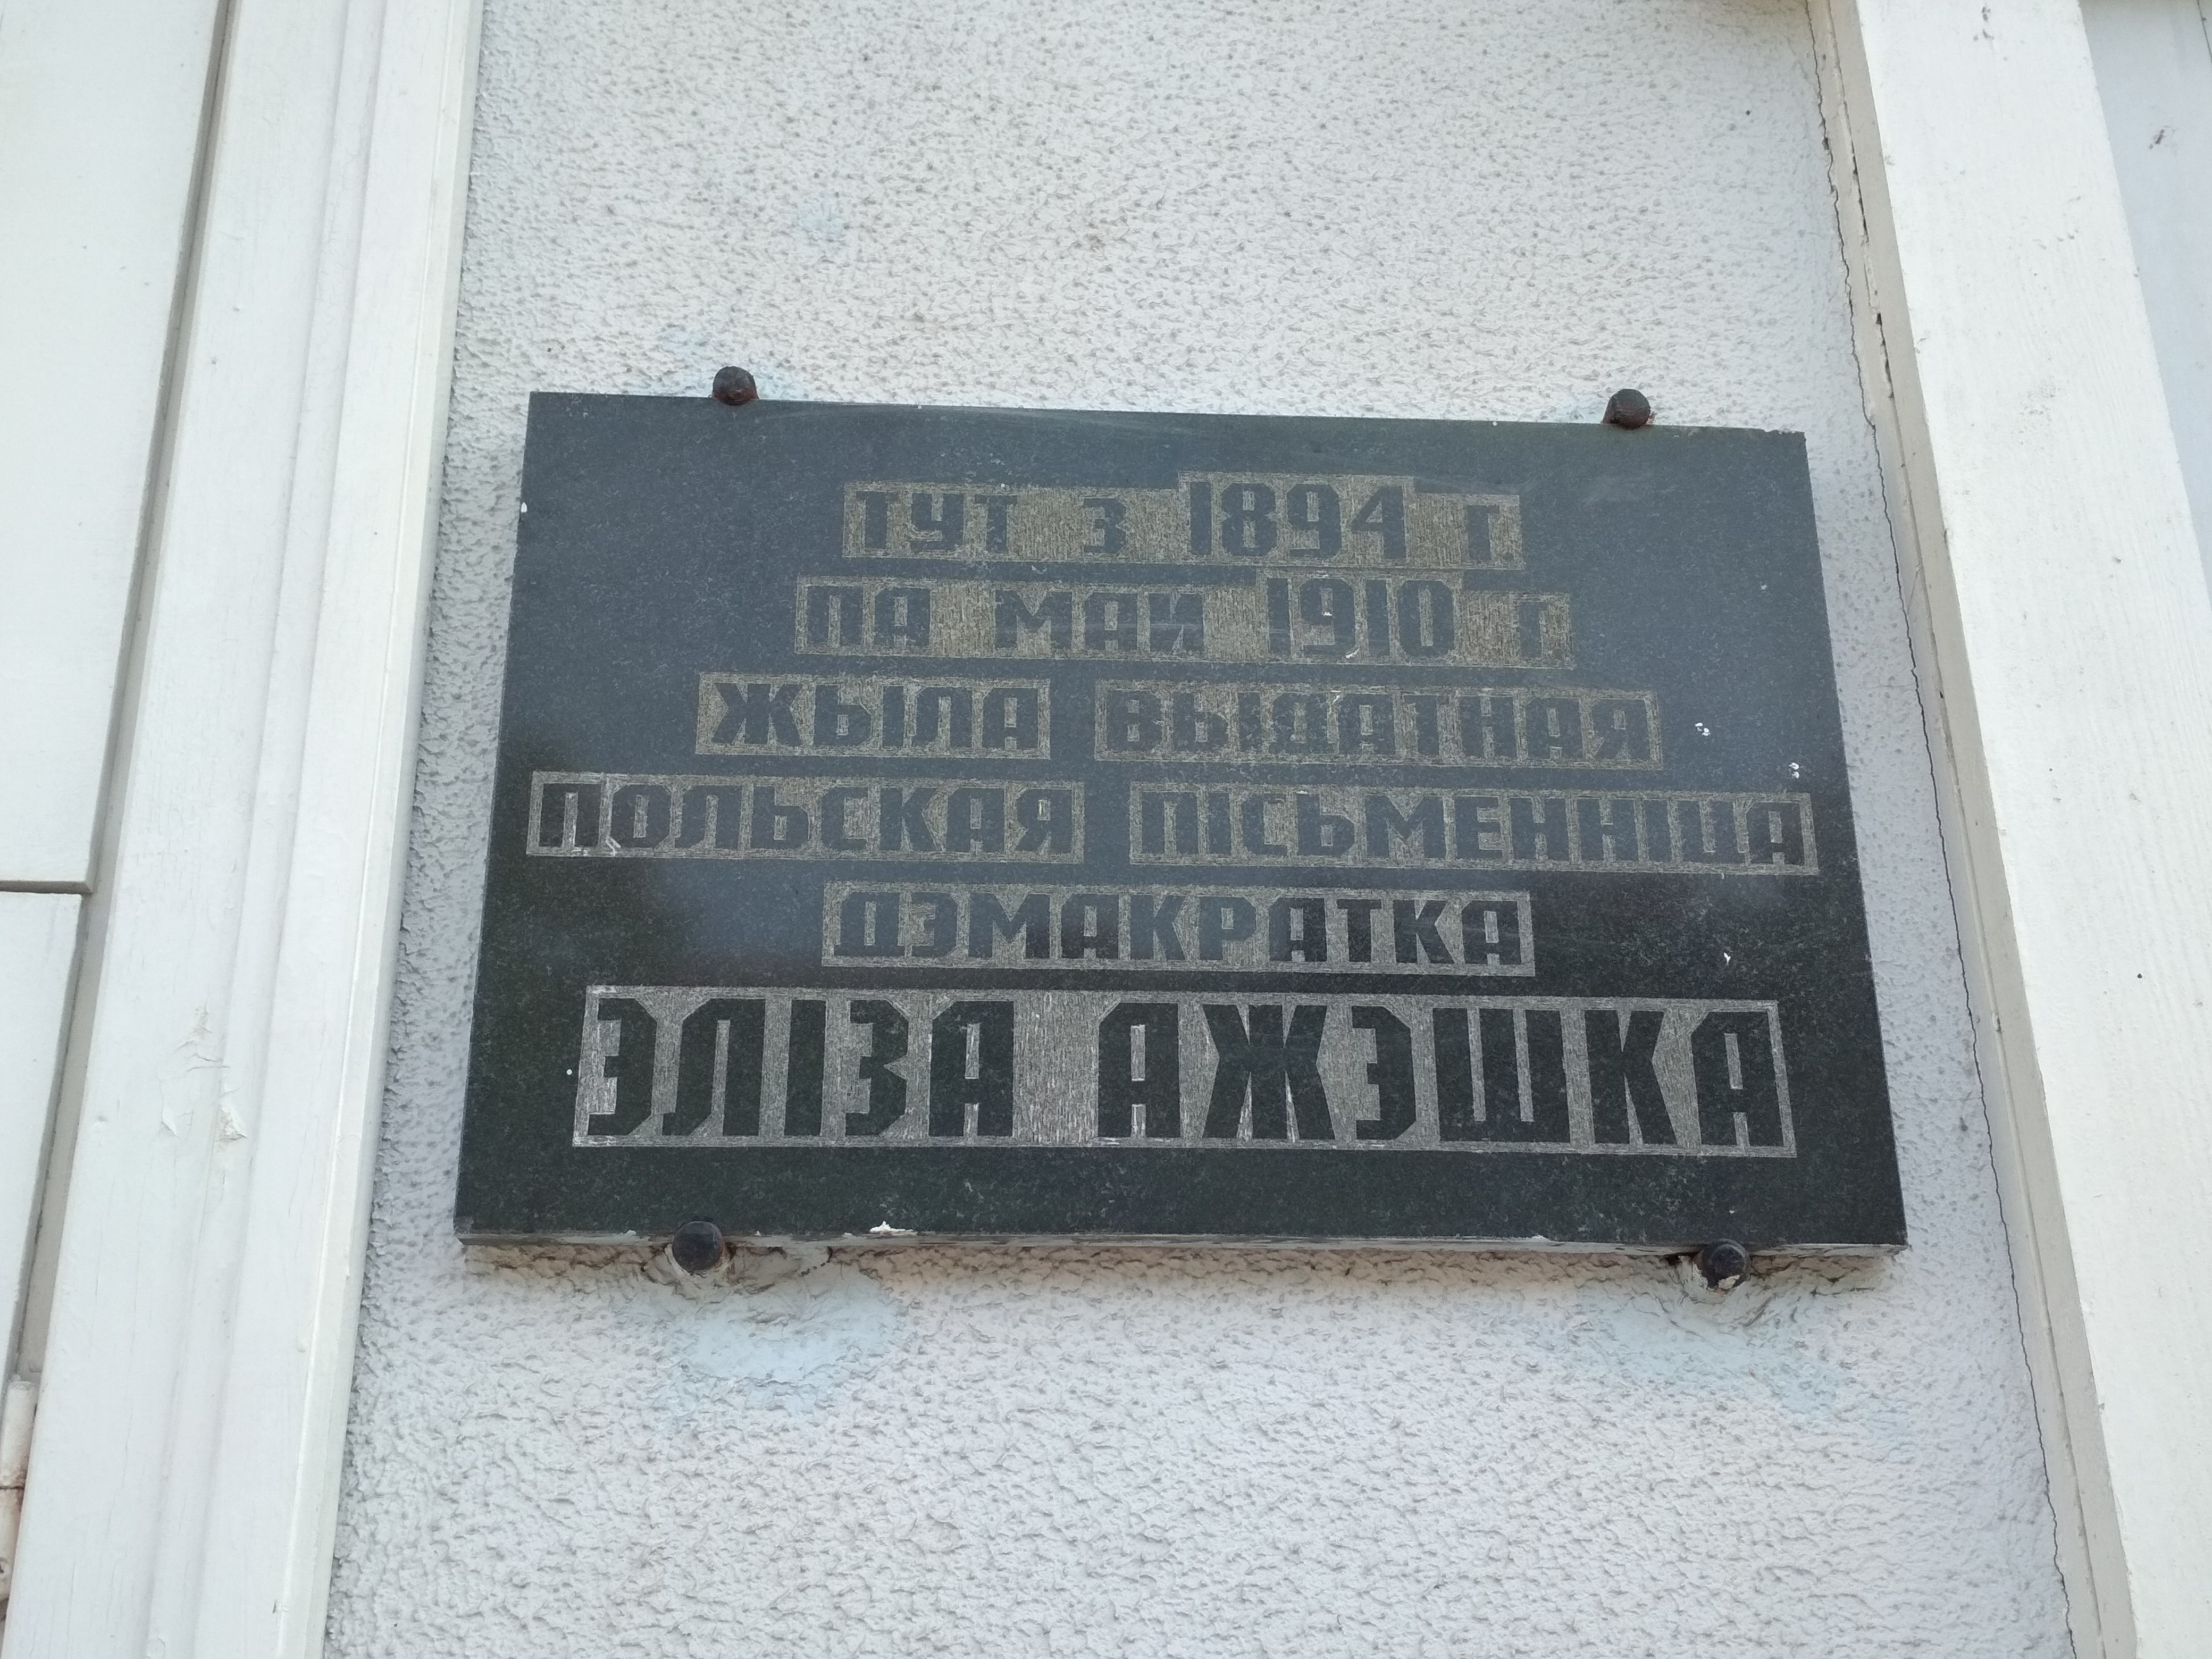 ТУТ З 1894 Г.
ПА МАЙ 1910 Г.
ЖЫЛА ВЫДАТНАЯ
ПОЛЬСКАЯ ПІСЬМЕННІЦА
ДЭМАКРАТКА
ЭЛІЗА АЖЭШКА